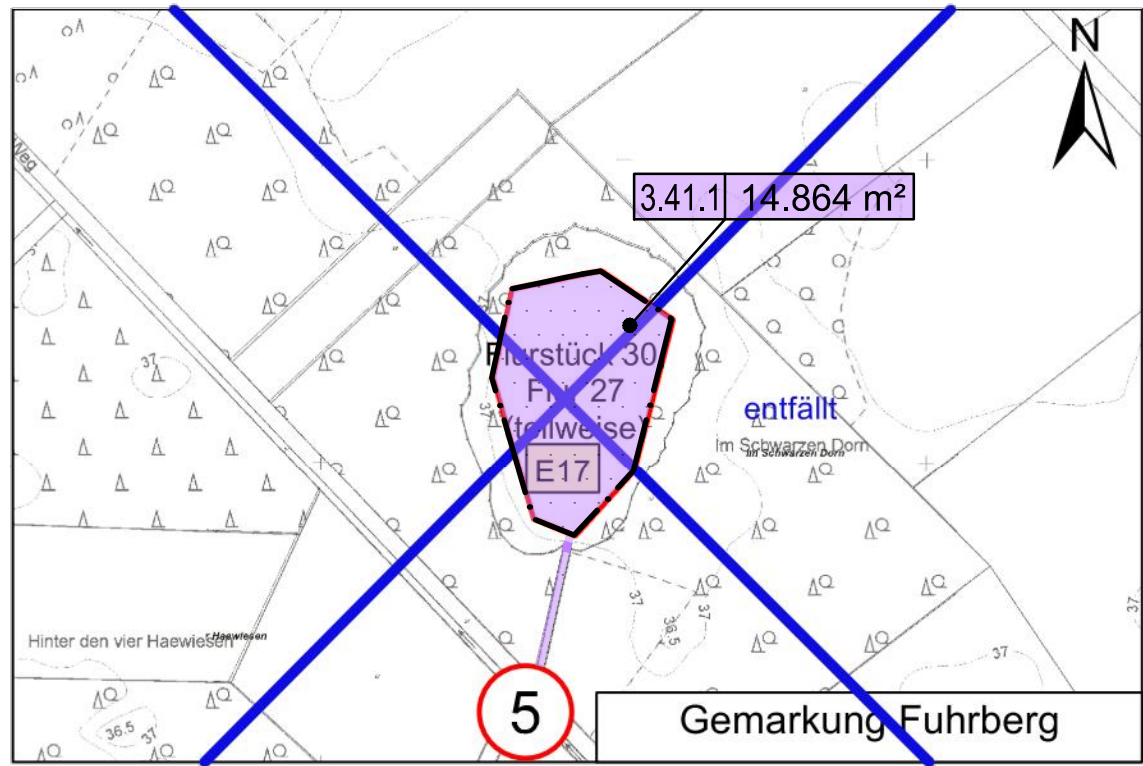 N
Weg
3.41.1 14.864 m²
37
37
Flurstück 30
Flur 27
(teilweise)
E17
entfällt
Im Schwarzen Dorn
Im Schwarzen Dorn
37
37
37
36.5
37
37
Hinter den vier Haewiesen
Haewiesen
36.5
37
5
Gemarkung Fuhrberg